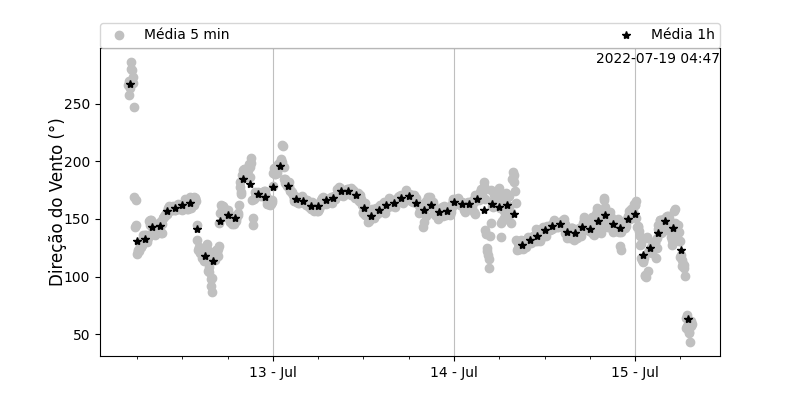 Média 5 min
Média 1h
2022-07-19 04:47
Direção do Vento (°)
250
200
150
100
50
13 - Jul
14 - Jul
15 - Jul